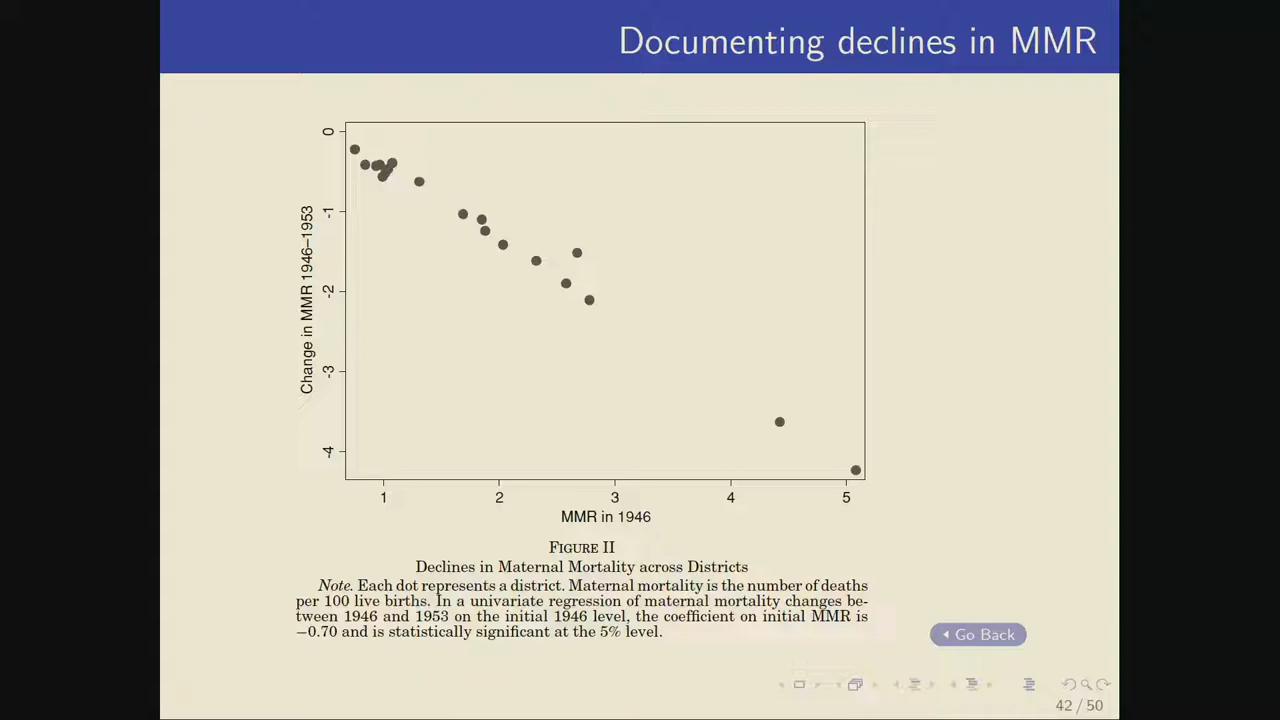 Documenting declines in MMR
0
-1
-2
-3
-4
Change in MMR 1946–1953
1 2 3 4 5
MMR in 1946
FIGURE II
Declines in Maternal Mortality across Districts
Note. Each dot represents a district. Maternal mortality is the number of deaths
per 100 live births. In a univariate regression of maternal mortality changes be-
tween 1946 and 1953 on the initial 1946 level, the coefficient on initial MMR is
−0.70 and is statistically significant at the 5% level.
Go Back
42 / 50